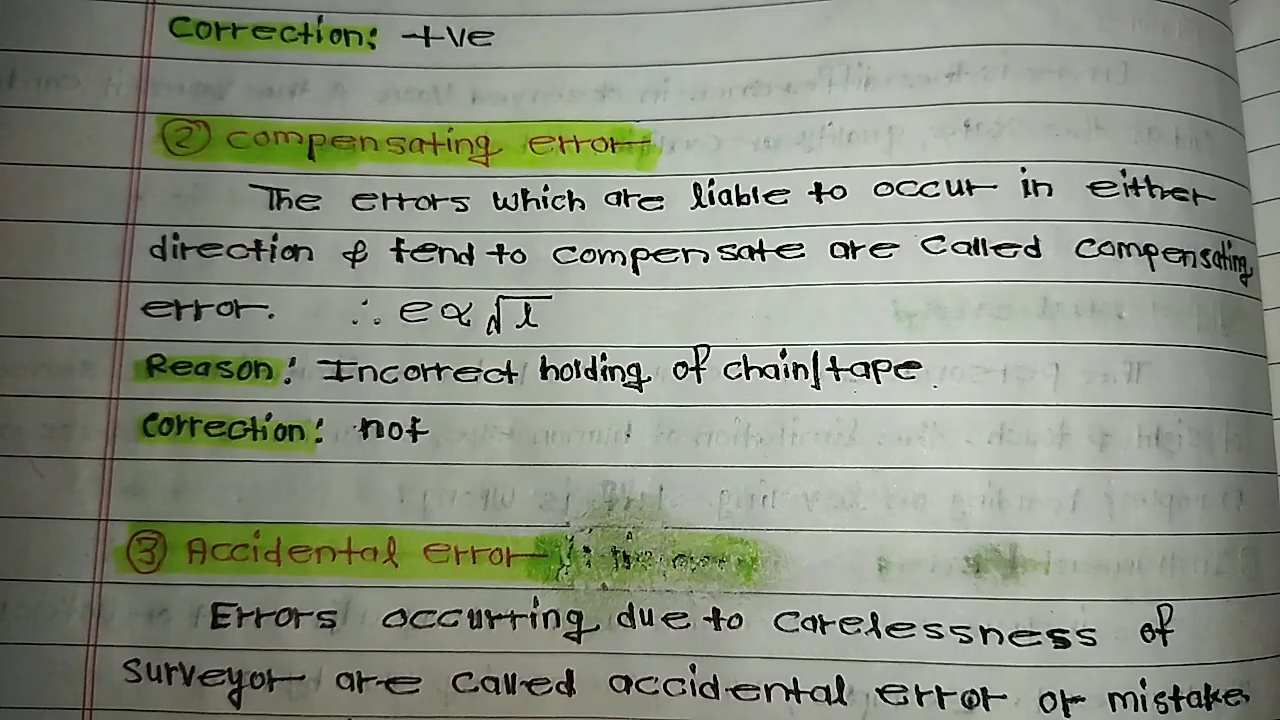 Correction: +ve
② compensating error
The errors which are liable to occur in either
direction & tend to compensate are called compensating
error. ∴ e∝√l
Reason: Incorrect holding of chain/tape.
Correction: not
③ Accidental error
Errors occurring due to carelessness of
surveyor are called accidental error or mistake